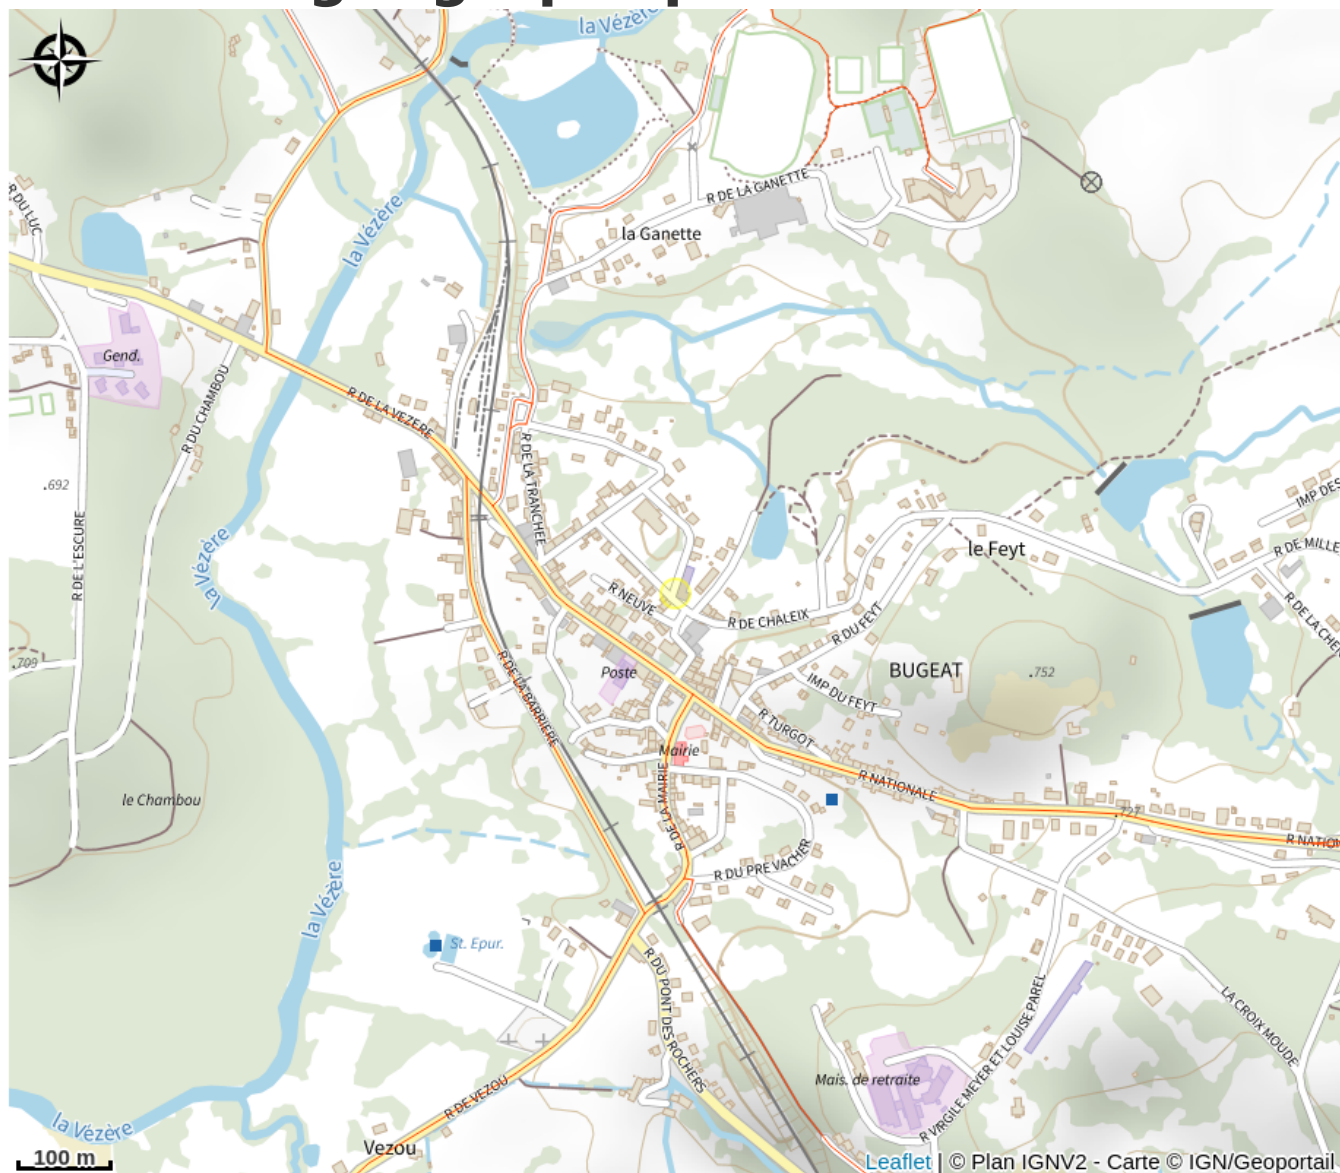 la Vézère
R DU LUC
la Vézère
R DE LA GANETTE
la Ganette
Gend.
R DU CHAMBOU
R DE LA VEZERE
R DE LA TRANCHEE
.692
R DE L'ESCURE
la Vézère
IMP DES
R DE MILLE
le Feyt
R NEUVE
R DE CHALEIX
R DU FEYT
.709
R DE LA BARRIERE
Poste
BUGEAT
.752
IMP DU FEYT
R TURGOT
Mairie
R DE LA MAIRIE
R NATIONALE
le Chambou
.727
R DU PRE VACHER
la Vézère
St. Epur.
R DU PONT DES ROCHERS
LA CROIX MOUDE
R VIRGILE MEYER ET LOUISE PAREL
Mais. de retraite
R DE VEZOU
la Vézère
Vezou
100 m
Leaflet | © Plan IGNV2 - Carte © IGN/Geoportail